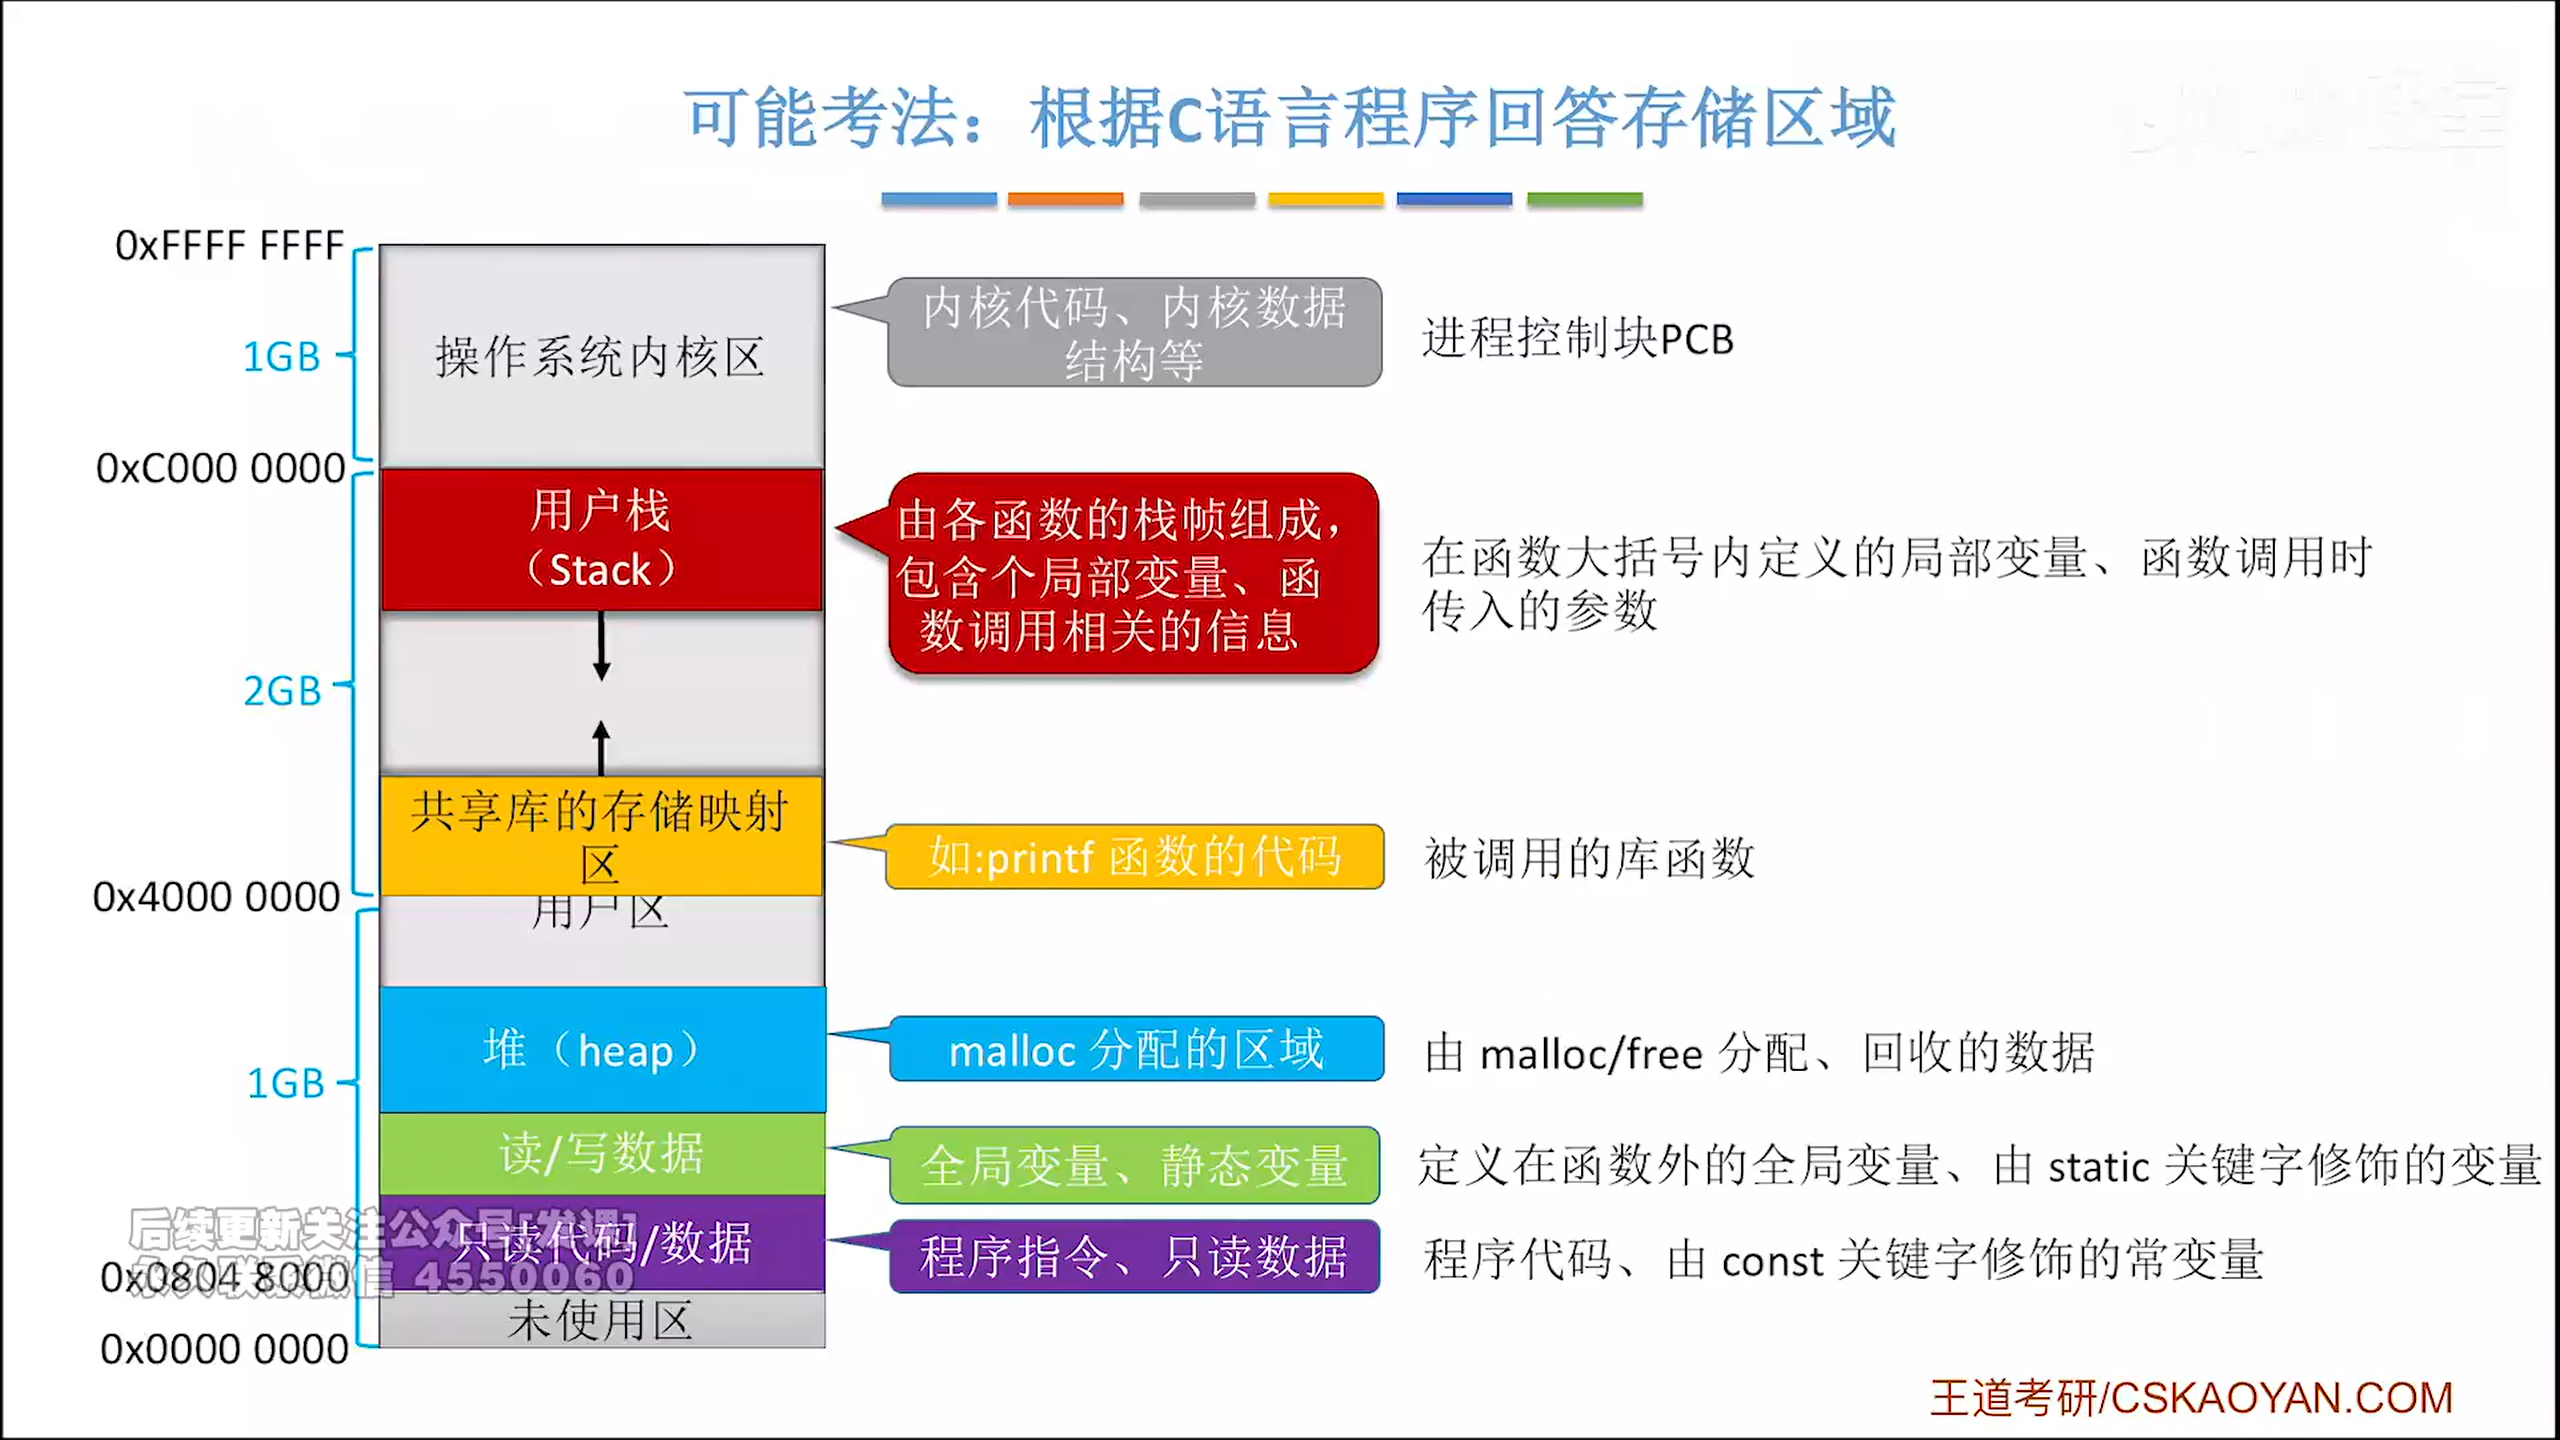 可能考法：根据C语言程序回答存储区域
0xFFFF FFFF
1GB
操作系统内核区
内核代码、内核数据
结构等
进程控制块PCB
0xC000 0000
用户栈
（Stack）
由各函数的栈帧组成，
包含个局部变量、函
数调用相关的信息
在函数大括号内定义的局部变量、函数调用时
传入的参数
2GB
共享库的存储映射
区
如:printf 函数的代码
被调用的库函数
0x4000 0000
用户区
堆（heap）
malloc 分配的区域
由 malloc/free 分配、回收的数据
1GB
读/写数据
全局变量、静态变量
定义在函数外的全局变量、由 static 关键字修饰的变量
后续更新关注公众号[发课]
只读代码/数据
程序指令、只读数据
程序代码、由 const 关键字修饰的常变量
0x0804 8000
微信 4550060
未使用区
0x0000 0000
王道考研/CSKAOYAN.COM